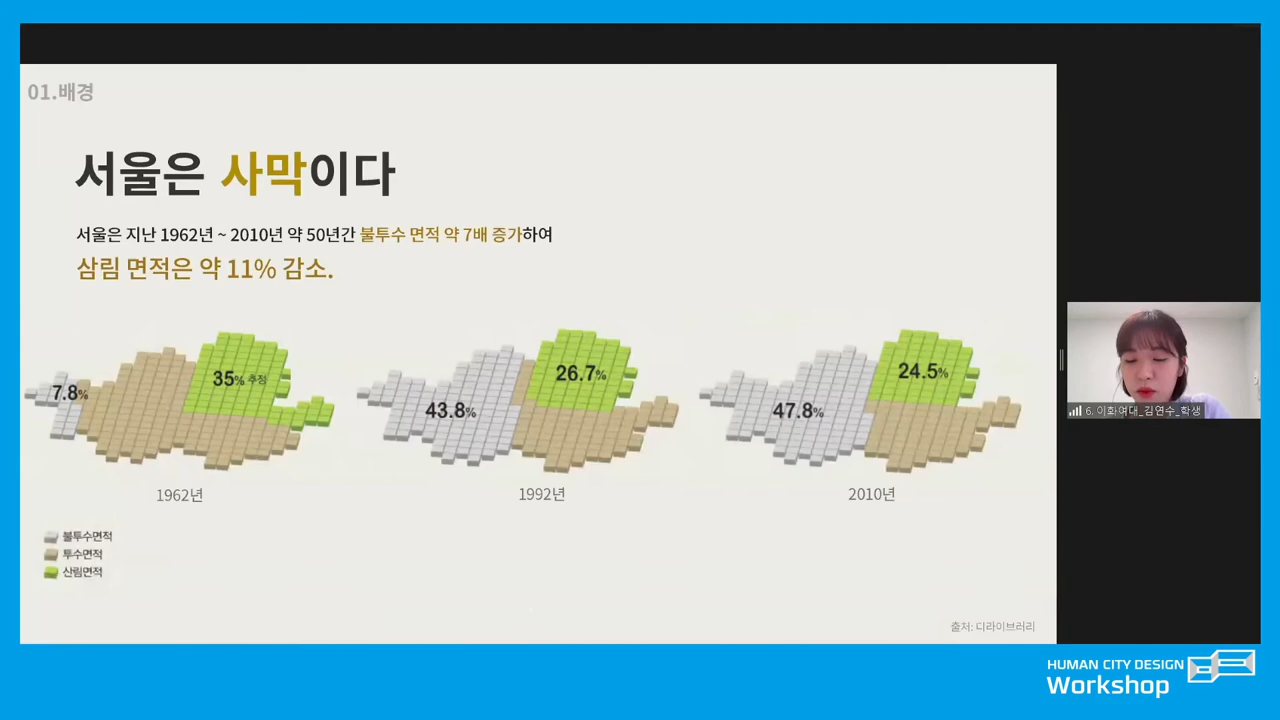 01.배경
서울은 사막이다
서울은 지난 1962년 ~ 2010년 약 50년간 불투수 면적 약 7배 증가하여
삼림 면적은 약 11% 감소.
7.8%
35% 추정
43.8%
26.7%
47.8%
24.5%
1962년
1992년
2010년
불투수면적
투수면적
산림면적
출처: 디라이브러리
6. 이화여대_김연수_학생
HUMAN CITY DESIGN
Workshop